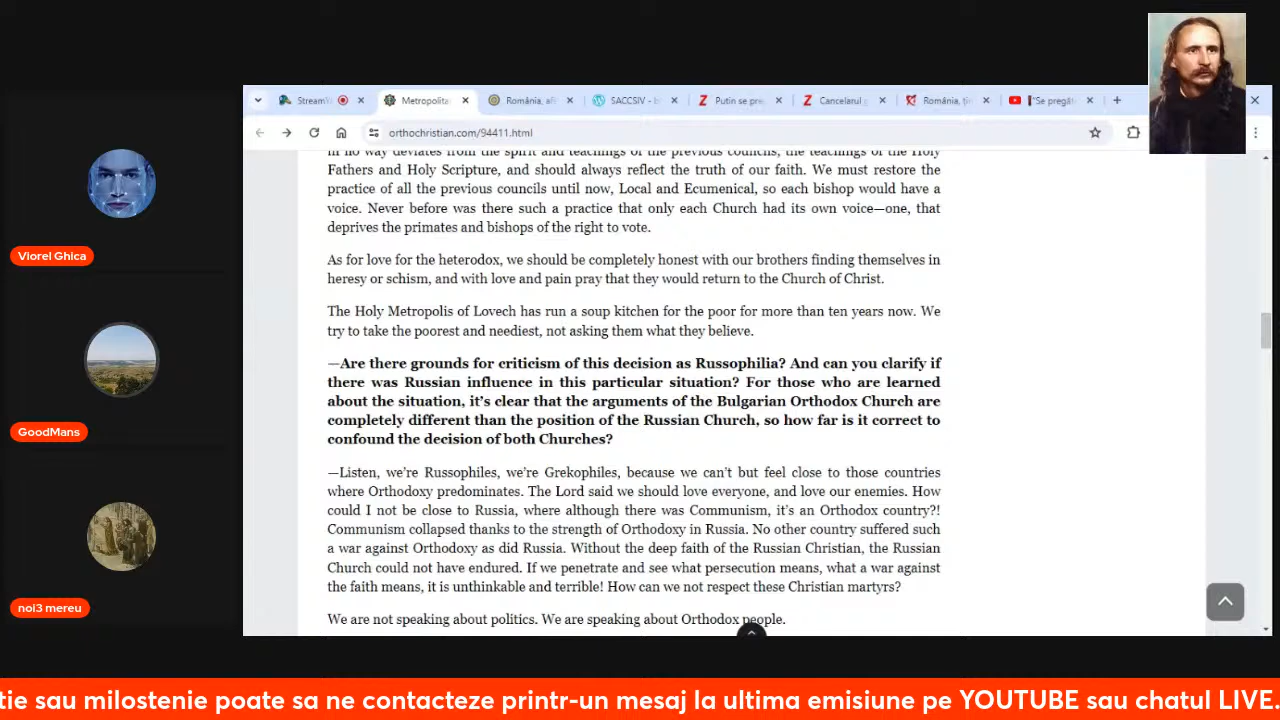 StreamY
Metropolita
România, afi
SACCSIV - b
Putin se pre
Cancelarul g
România, țin
"Se pregăt
orthochristian.com/94411.html
in no way deviates from the spirit and teachings of the previous councils, the teachings of the Holy
Fathers and Holy Scripture, and should always reflect the truth of our faith. We must restore the
practice of all the previous councils until now, Local and Ecumenical, so each bishop would have a
voice. Never before was there such a practice that only each Church had its own voice—one, that
deprives the primates and bishops of the right to vote.
As for love for the heterodox, we should be completely honest with our brothers finding themselves in
heresy or schism, and with love and pain pray that they would return to the Church of Christ.
The Holy Metropolis of Lovech has run a soup kitchen for the poor for more than ten years now. We
try to take the poorest and neediest, not asking them what they believe.
—Are there grounds for criticism of this decision as Russophilia? And can you clarify if
there was Russian influence in this particular situation? For those who are learned
about the situation, it's clear that the arguments of the Bulgarian Orthodox Church are
completely different than the position of the Russian Church, so how far is it correct to
confound the decision of both Churches?
—Listen, we're Russophiles, we're Grekophiles, because we can't but feel close to those countries
where Orthodoxy predominates. The Lord said we should love everyone, and love our enemies. How
could I not be close to Russia, where although there was Communism, it's an Orthodox country?!
Communism collapsed thanks to the strength of Orthodoxy in Russia. No other country suffered such
a war against Orthodoxy as did Russia. Without the deep faith of the Russian Christian, the Russian
Church could not have endured. If we penetrate and see what persecution means, what a war against
the faith means, it is unthinkable and terrible! How can we not respect these Christian martyrs?
We are not speaking about politics. We are speaking about Orthodox people.
Viorel Ghica
GoodMans
noi3 mereu
tie sau milostenie poate sa ne contacteze printr-un mesaj la ultima emisiune pe YOUTUBE sau chatul LIVE.